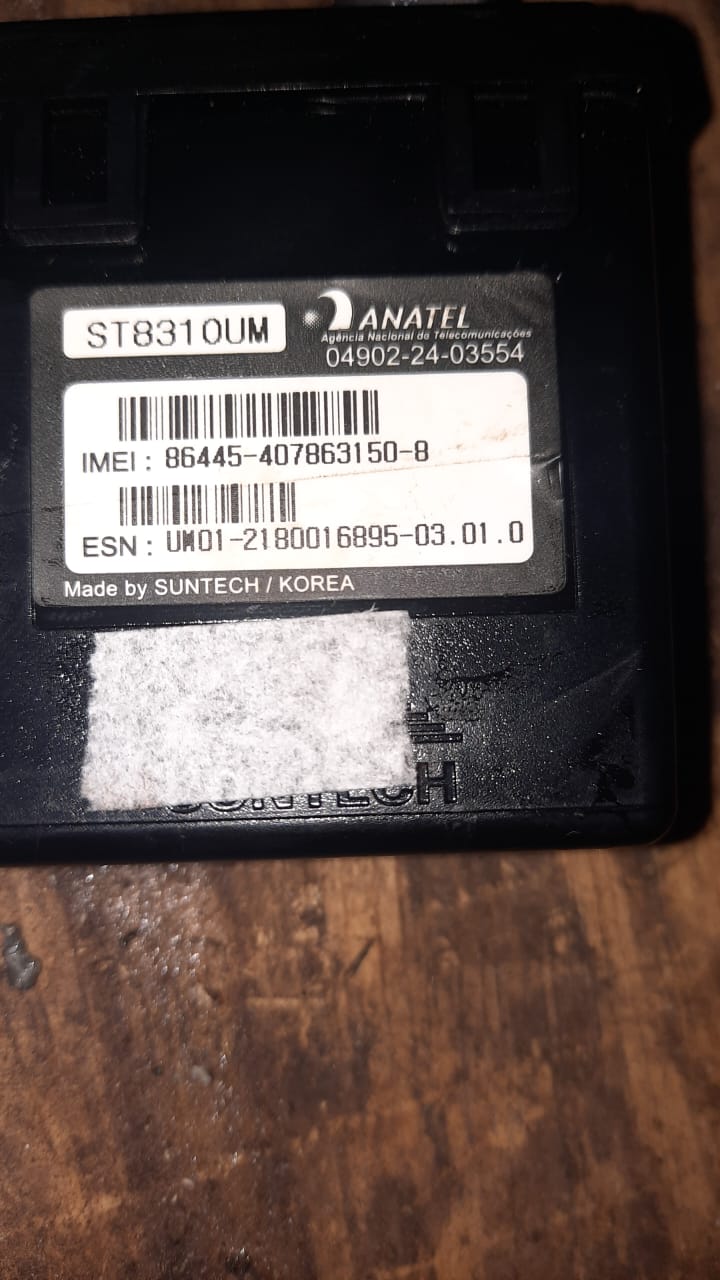 ST8310UM
ANATEL
Agência Nacional de Telecomunicações
04902-24-03554
IMEI : 86445-407863150-8
ESN : UM01-2180016895-03.01.0
Made by SUNTECH / KOREA
SUNTECH